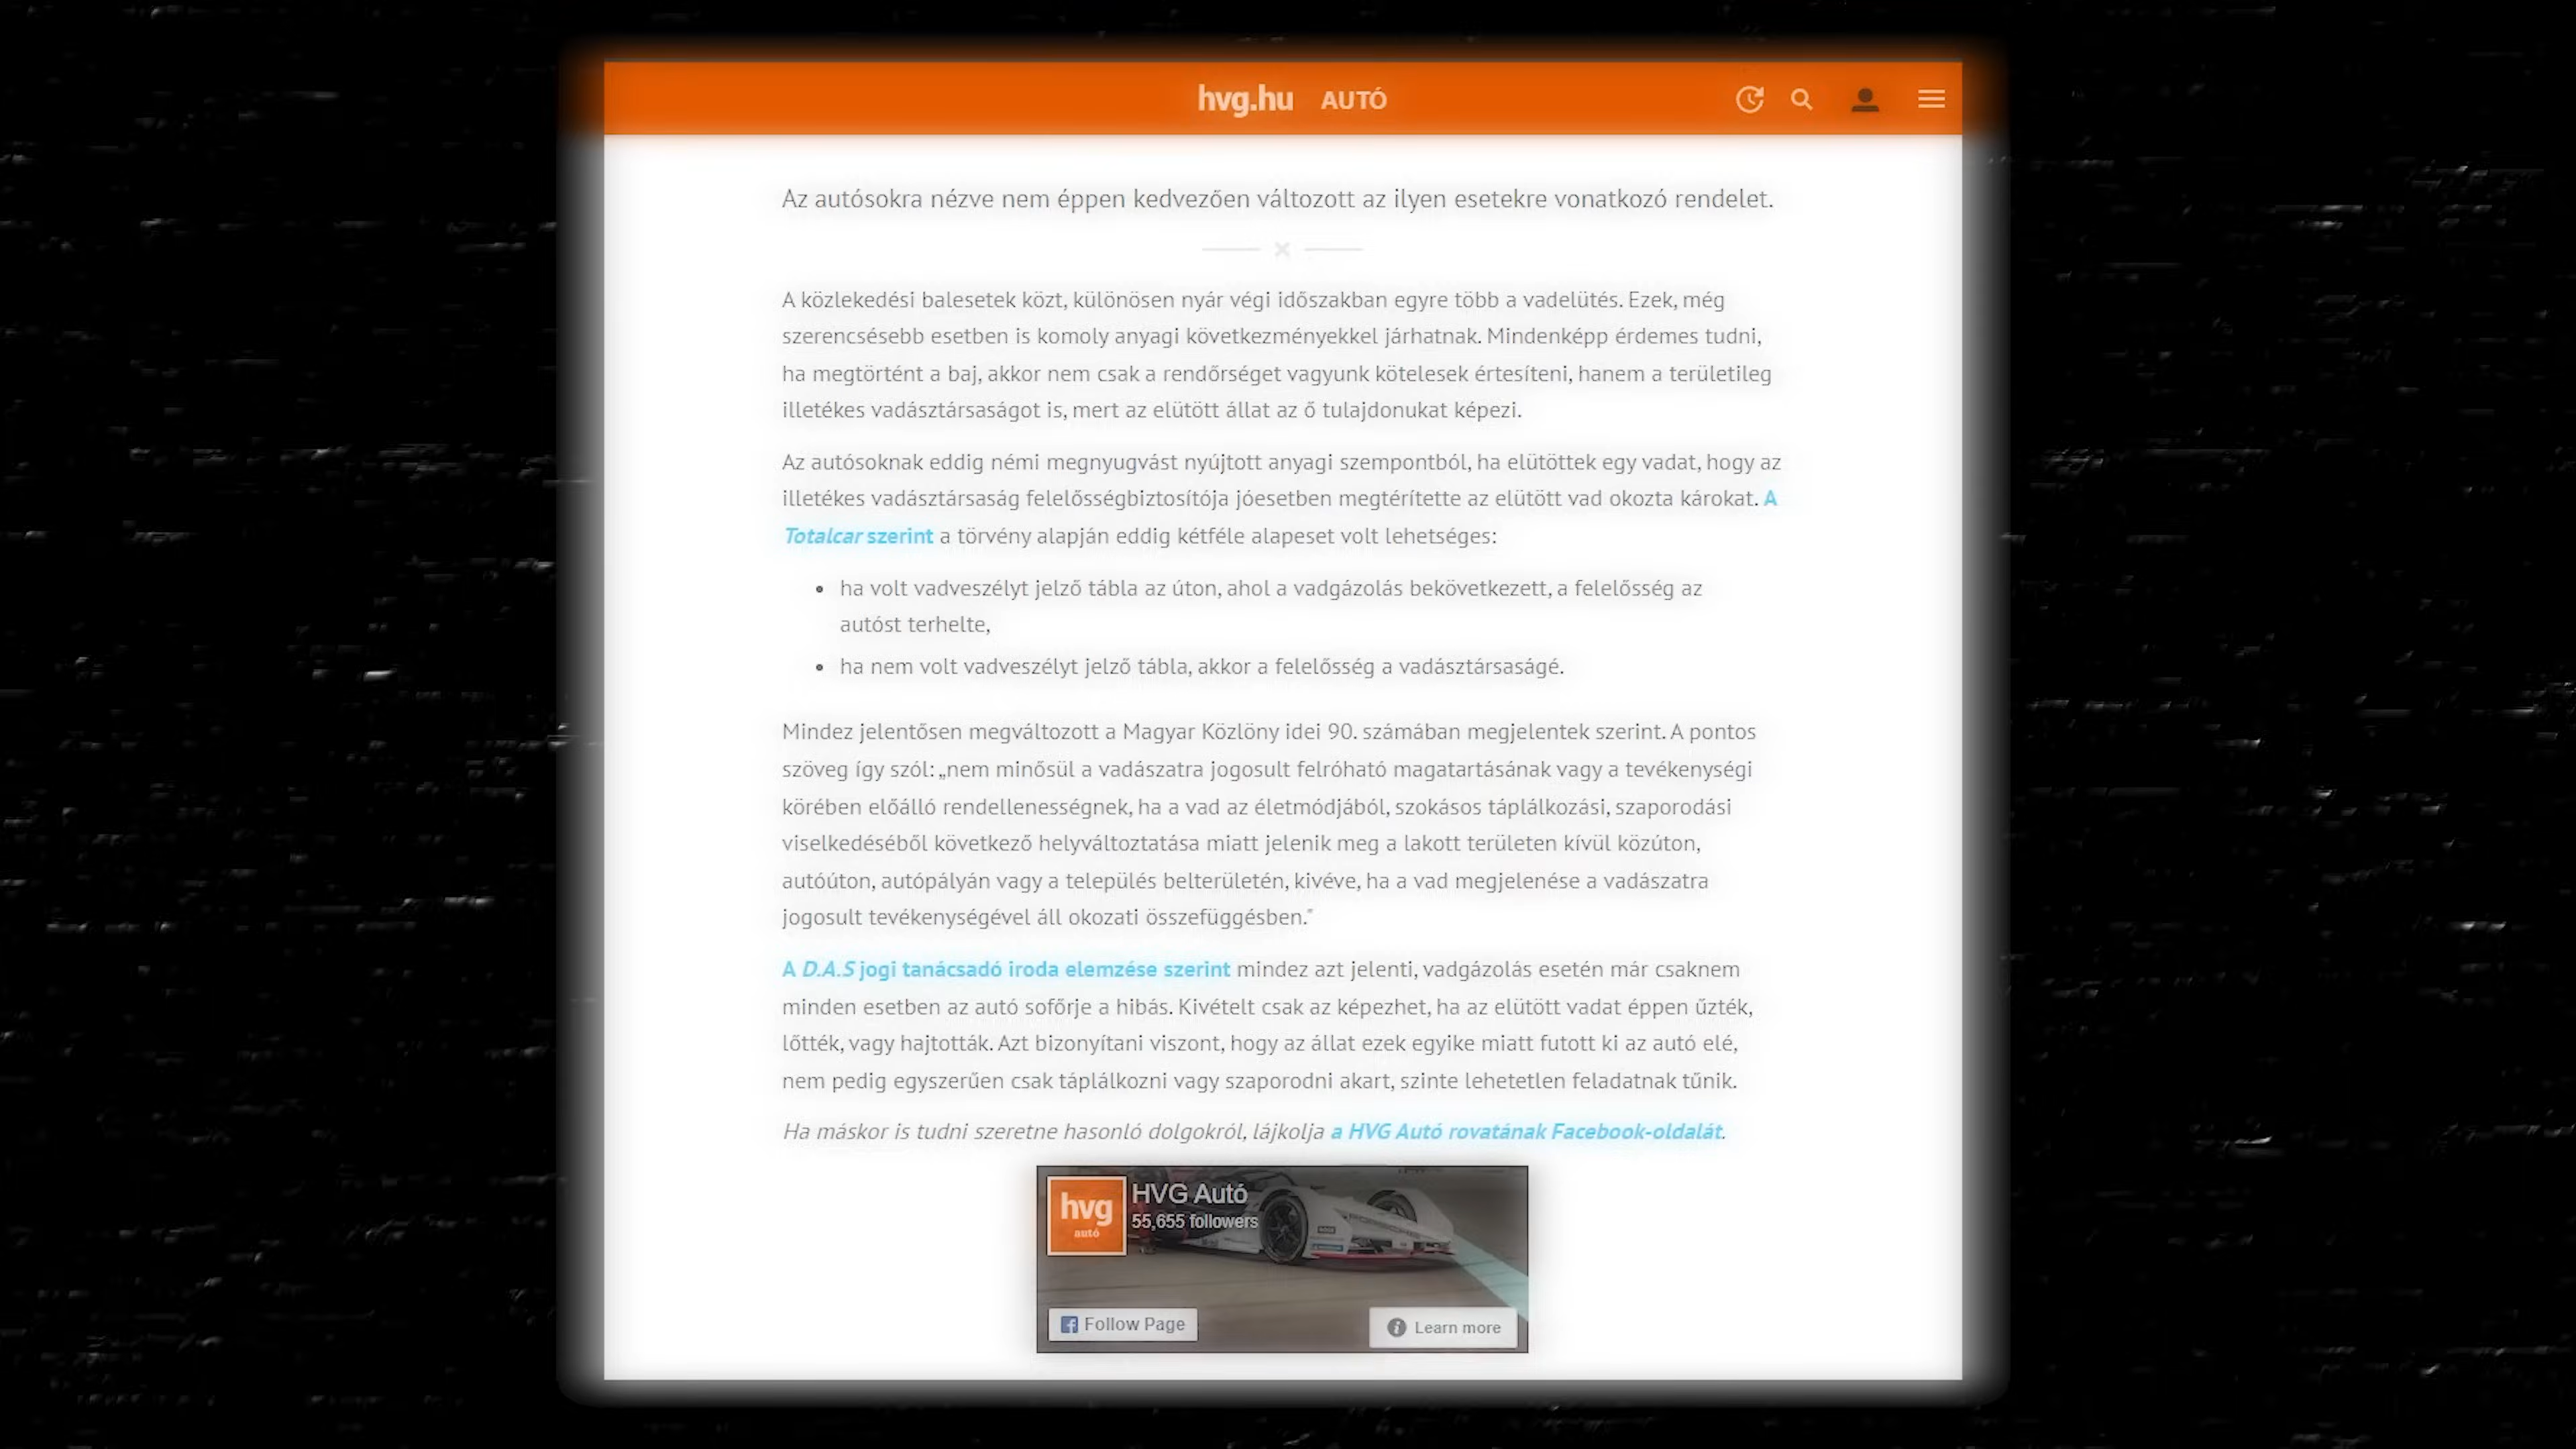 hvg.hu AUTÓ
Az autósokra nézve nem éppen kedvezően változott az ilyen esetekre vonatkozó rendelet.
A közlekedési balesetek közt, különösen nyár végi időszakban egyre több a vadelütés. Ezek, még
szerencsésebb esetben is komoly anyagi következményekkel járhatnak. Mindenképp érdemes tudni,
ha megtörtént a baj, akkor nem csak a rendőrséget vagyunk kötelesek értesíteni, hanem a területileg
illetékes vadásztársaságot is, mert az elütött állat az ő tulajdonukat képezi.
Az autósoknak eddig némi megnyugvást nyújtott anyagi szempontból, ha elütöttek egy vadat, hogy az
illetékes vadásztársaság felelősségbiztosítója jóesetben megtérítette az elütött vad okozta károkat. A
Totalcar szerint a törvény alapján eddig kétféle alapeset volt lehetséges:
• ha volt vadveszélyt jelző tábla az úton, ahol a vadgázolás bekövetkezett, a felelősség az
autóst terhelte,
• ha nem volt vadveszélyt jelző tábla, akkor a felelősség a vadásztársaságé.
Mindez jelentősen megváltozott a Magyar Közlöny idei 90. számában megjelentek szerint. A pontos
szöveg így szól: „nem minősül a vadászatra jogosult felróható magatartásának vagy a tevékenységi
körében előálló rendellenességnek, ha a vad az életmódjából, szokásos táplálkozási, szaporodási
viselkedéséből következő helyváltoztatása miatt jelenik meg a lakott területen kívül közúton,
autóúton, autópályán vagy a település belterületén, kivéve, ha a vad megjelenése a vadászatra
jogosult tevékenységével áll okozati összefüggésben."
A D.A.S jogi tanácsadó iroda elemzése szerint mindez azt jelenti, vadgázolás esetén már csaknem
minden esetben az autó sofőrje a hibás. Kivételt csak az képezhet, ha az elütött vadat éppen űzték,
lőtték, vagy hajtották. Azt bizonyítani viszont, hogy az állat ezek egyike miatt futott ki az autó elé,
nem pedig egyszerűen csak táplálkozni vagy szaporodni akart, szinte lehetetlen feladatnak tűnik.
Ha máskor is tudni szeretne hasonló dolgokról, lájkolja a HVG Autó rovatának Facebook-oldalát.
hvg
autó
HVG Autó
55,655 followers
Follow Page
Learn more